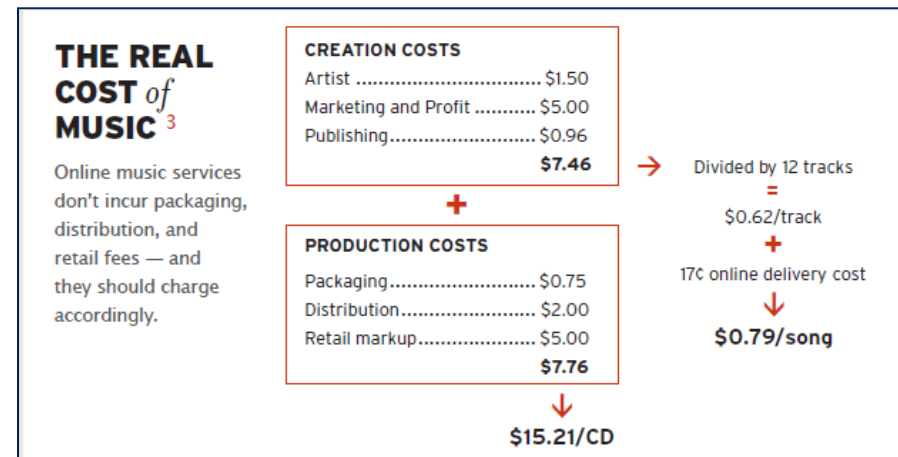 THE REAL
COST of
MUSIC 3
Online music services
don't incur packaging,
distribution, and
retail fees — and
they should charge
accordingly.
CREATION COSTS
Artist ................................. $1.50
Marketing and Profit ........... $5.00
Publishing.......................... $0.96
$7.46
+
PRODUCTION COSTS
Packaging.......................... $0.75
Distribution........................ $2.00
Retail markup..................... $5.00
$7.76
↓
$15.21/CD
→
Divided by 12 tracks
=
$0.62/track
+
17¢ online delivery cost
↓
$0.79/song